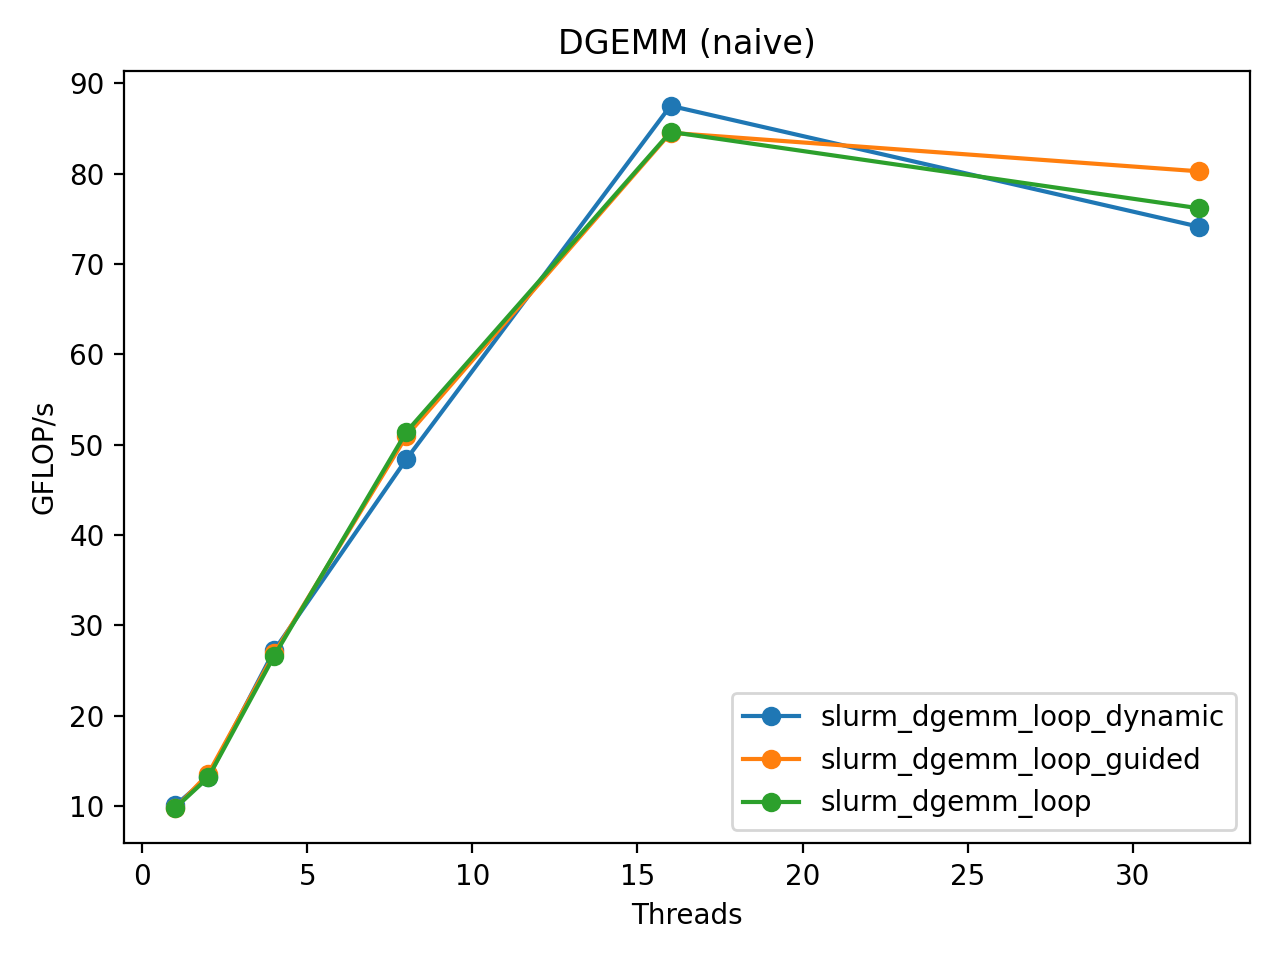 DGEMM (naive)
90
80
70
60
50
40
30
20
10
GFLOP/s
slurm_dgemm_loop_dynamic
slurm_dgemm_loop_guided
slurm_dgemm_loop
0 5 10 15 20 25 30
Threads